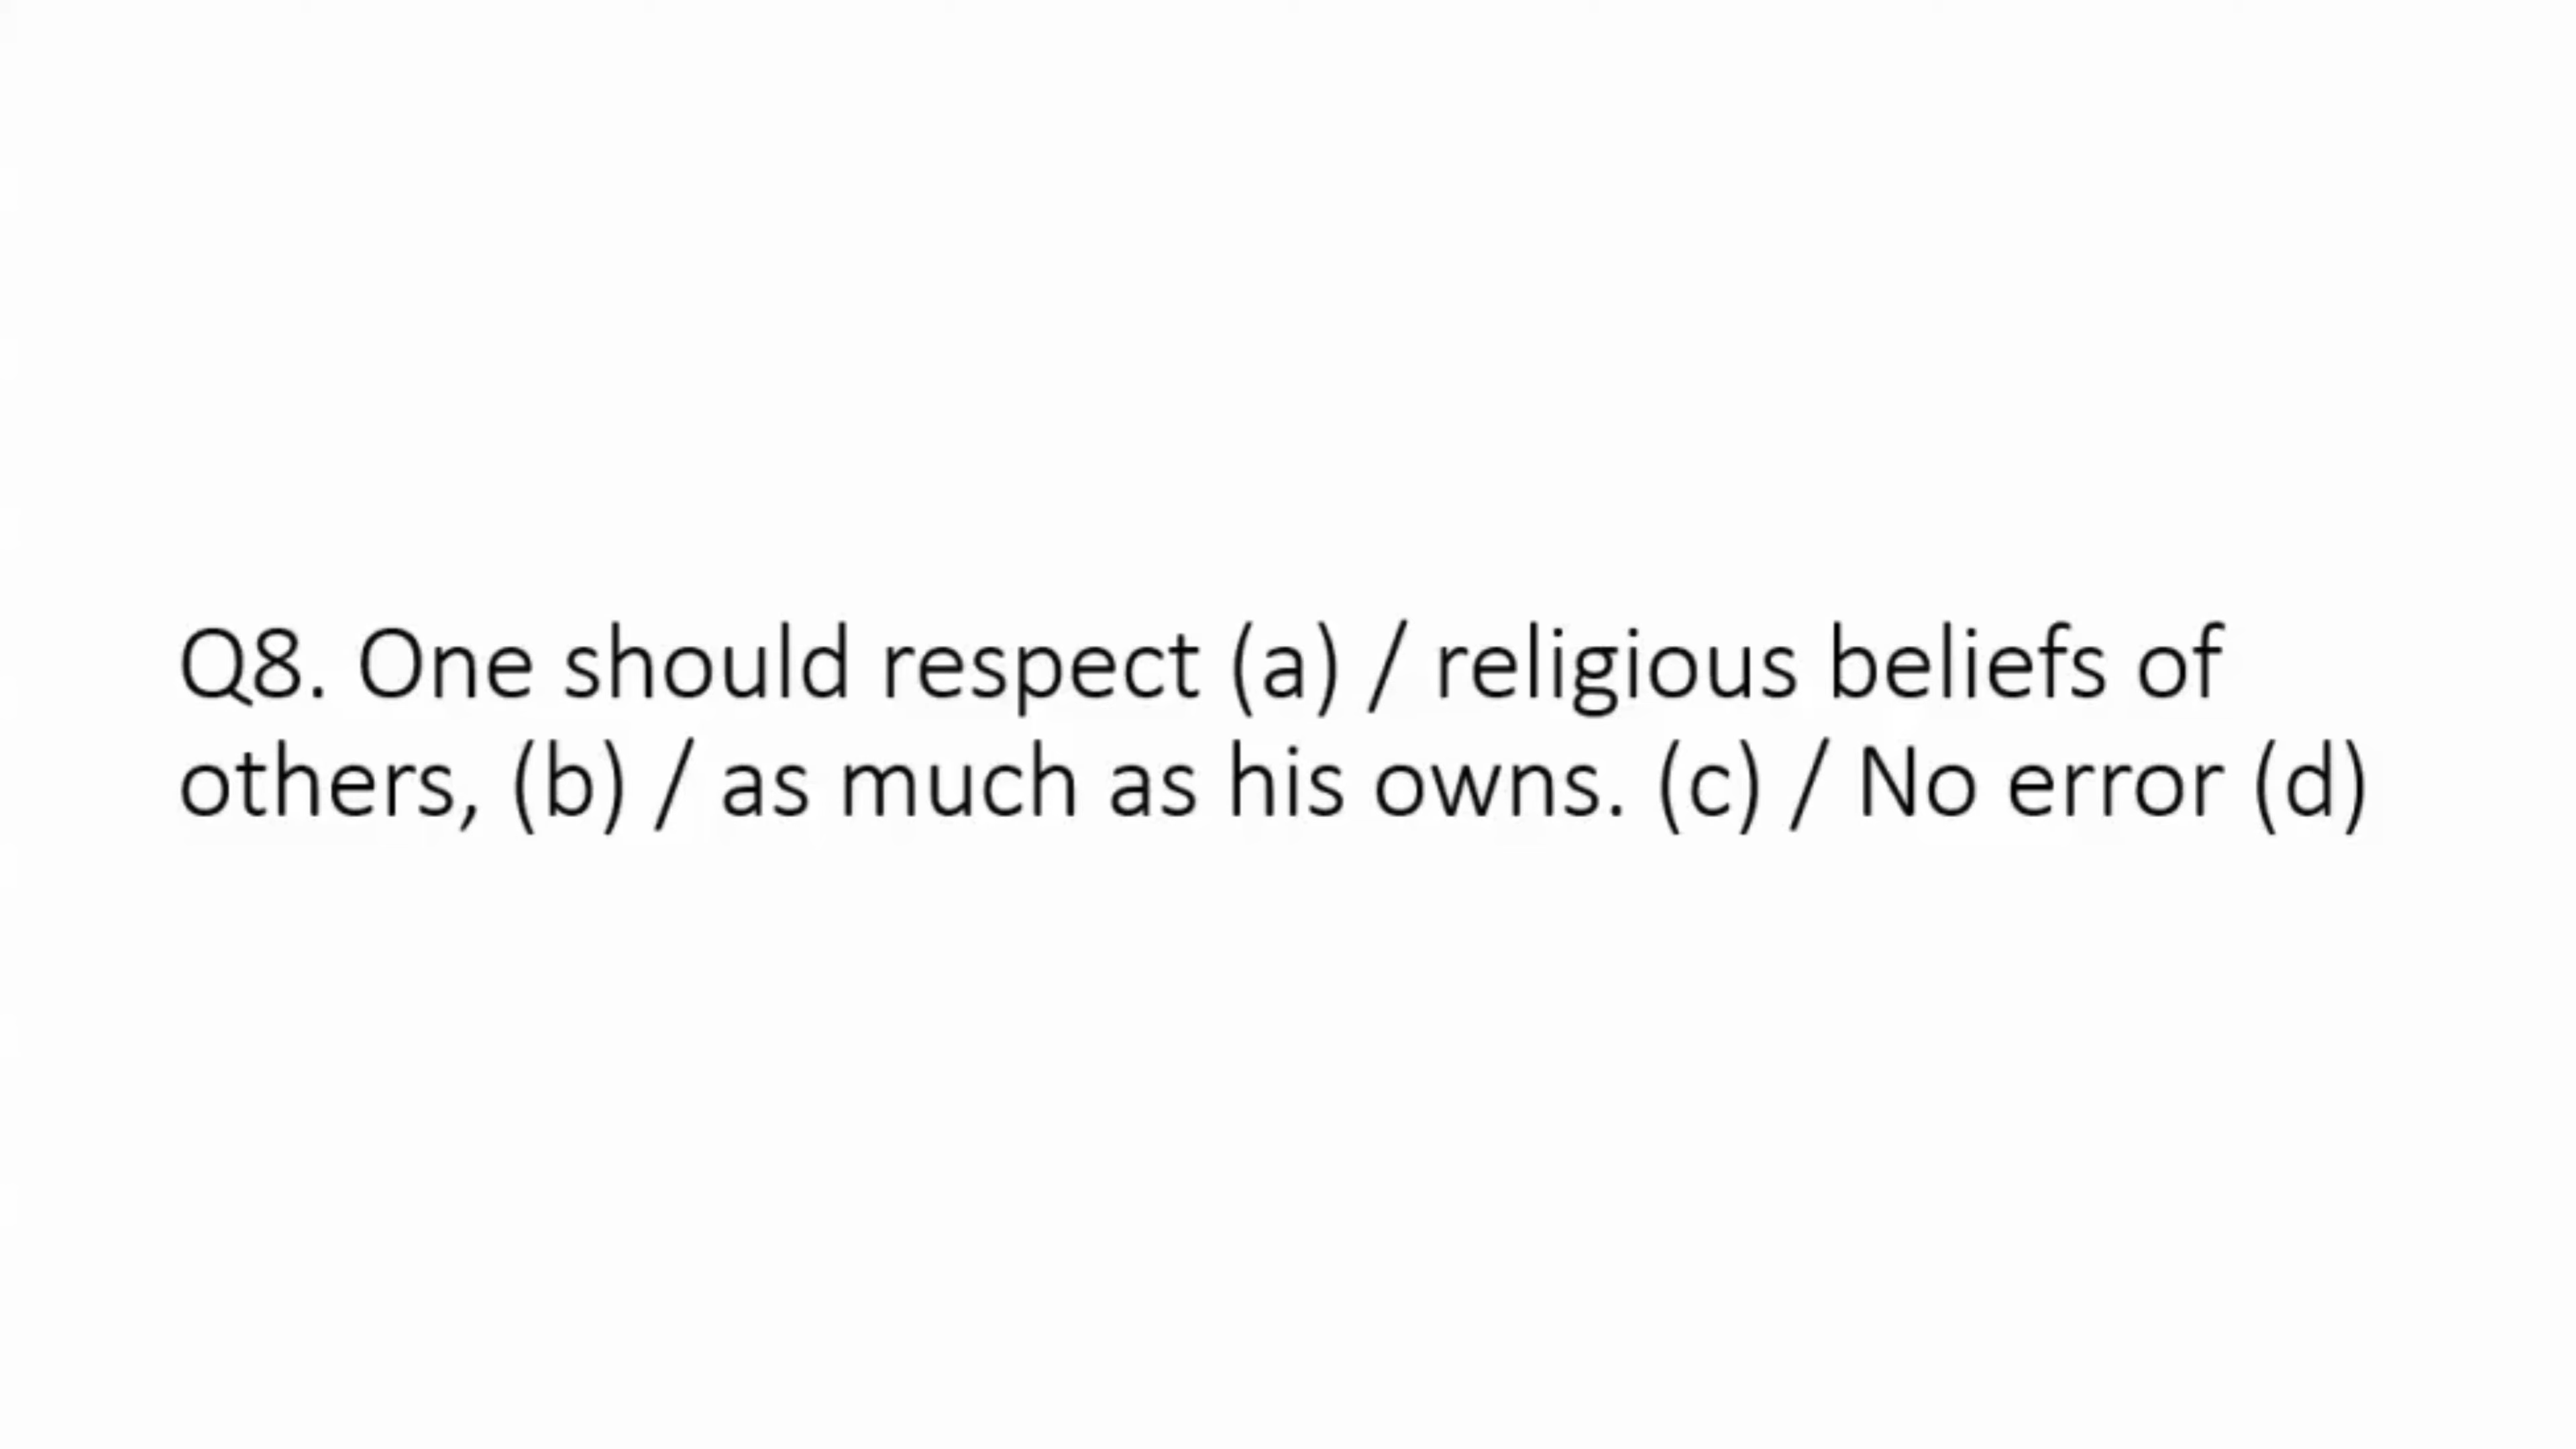 Q8. One should respect (a) / religious beliefs of
others, (b) / as much as his owns. (c) / No error (d)